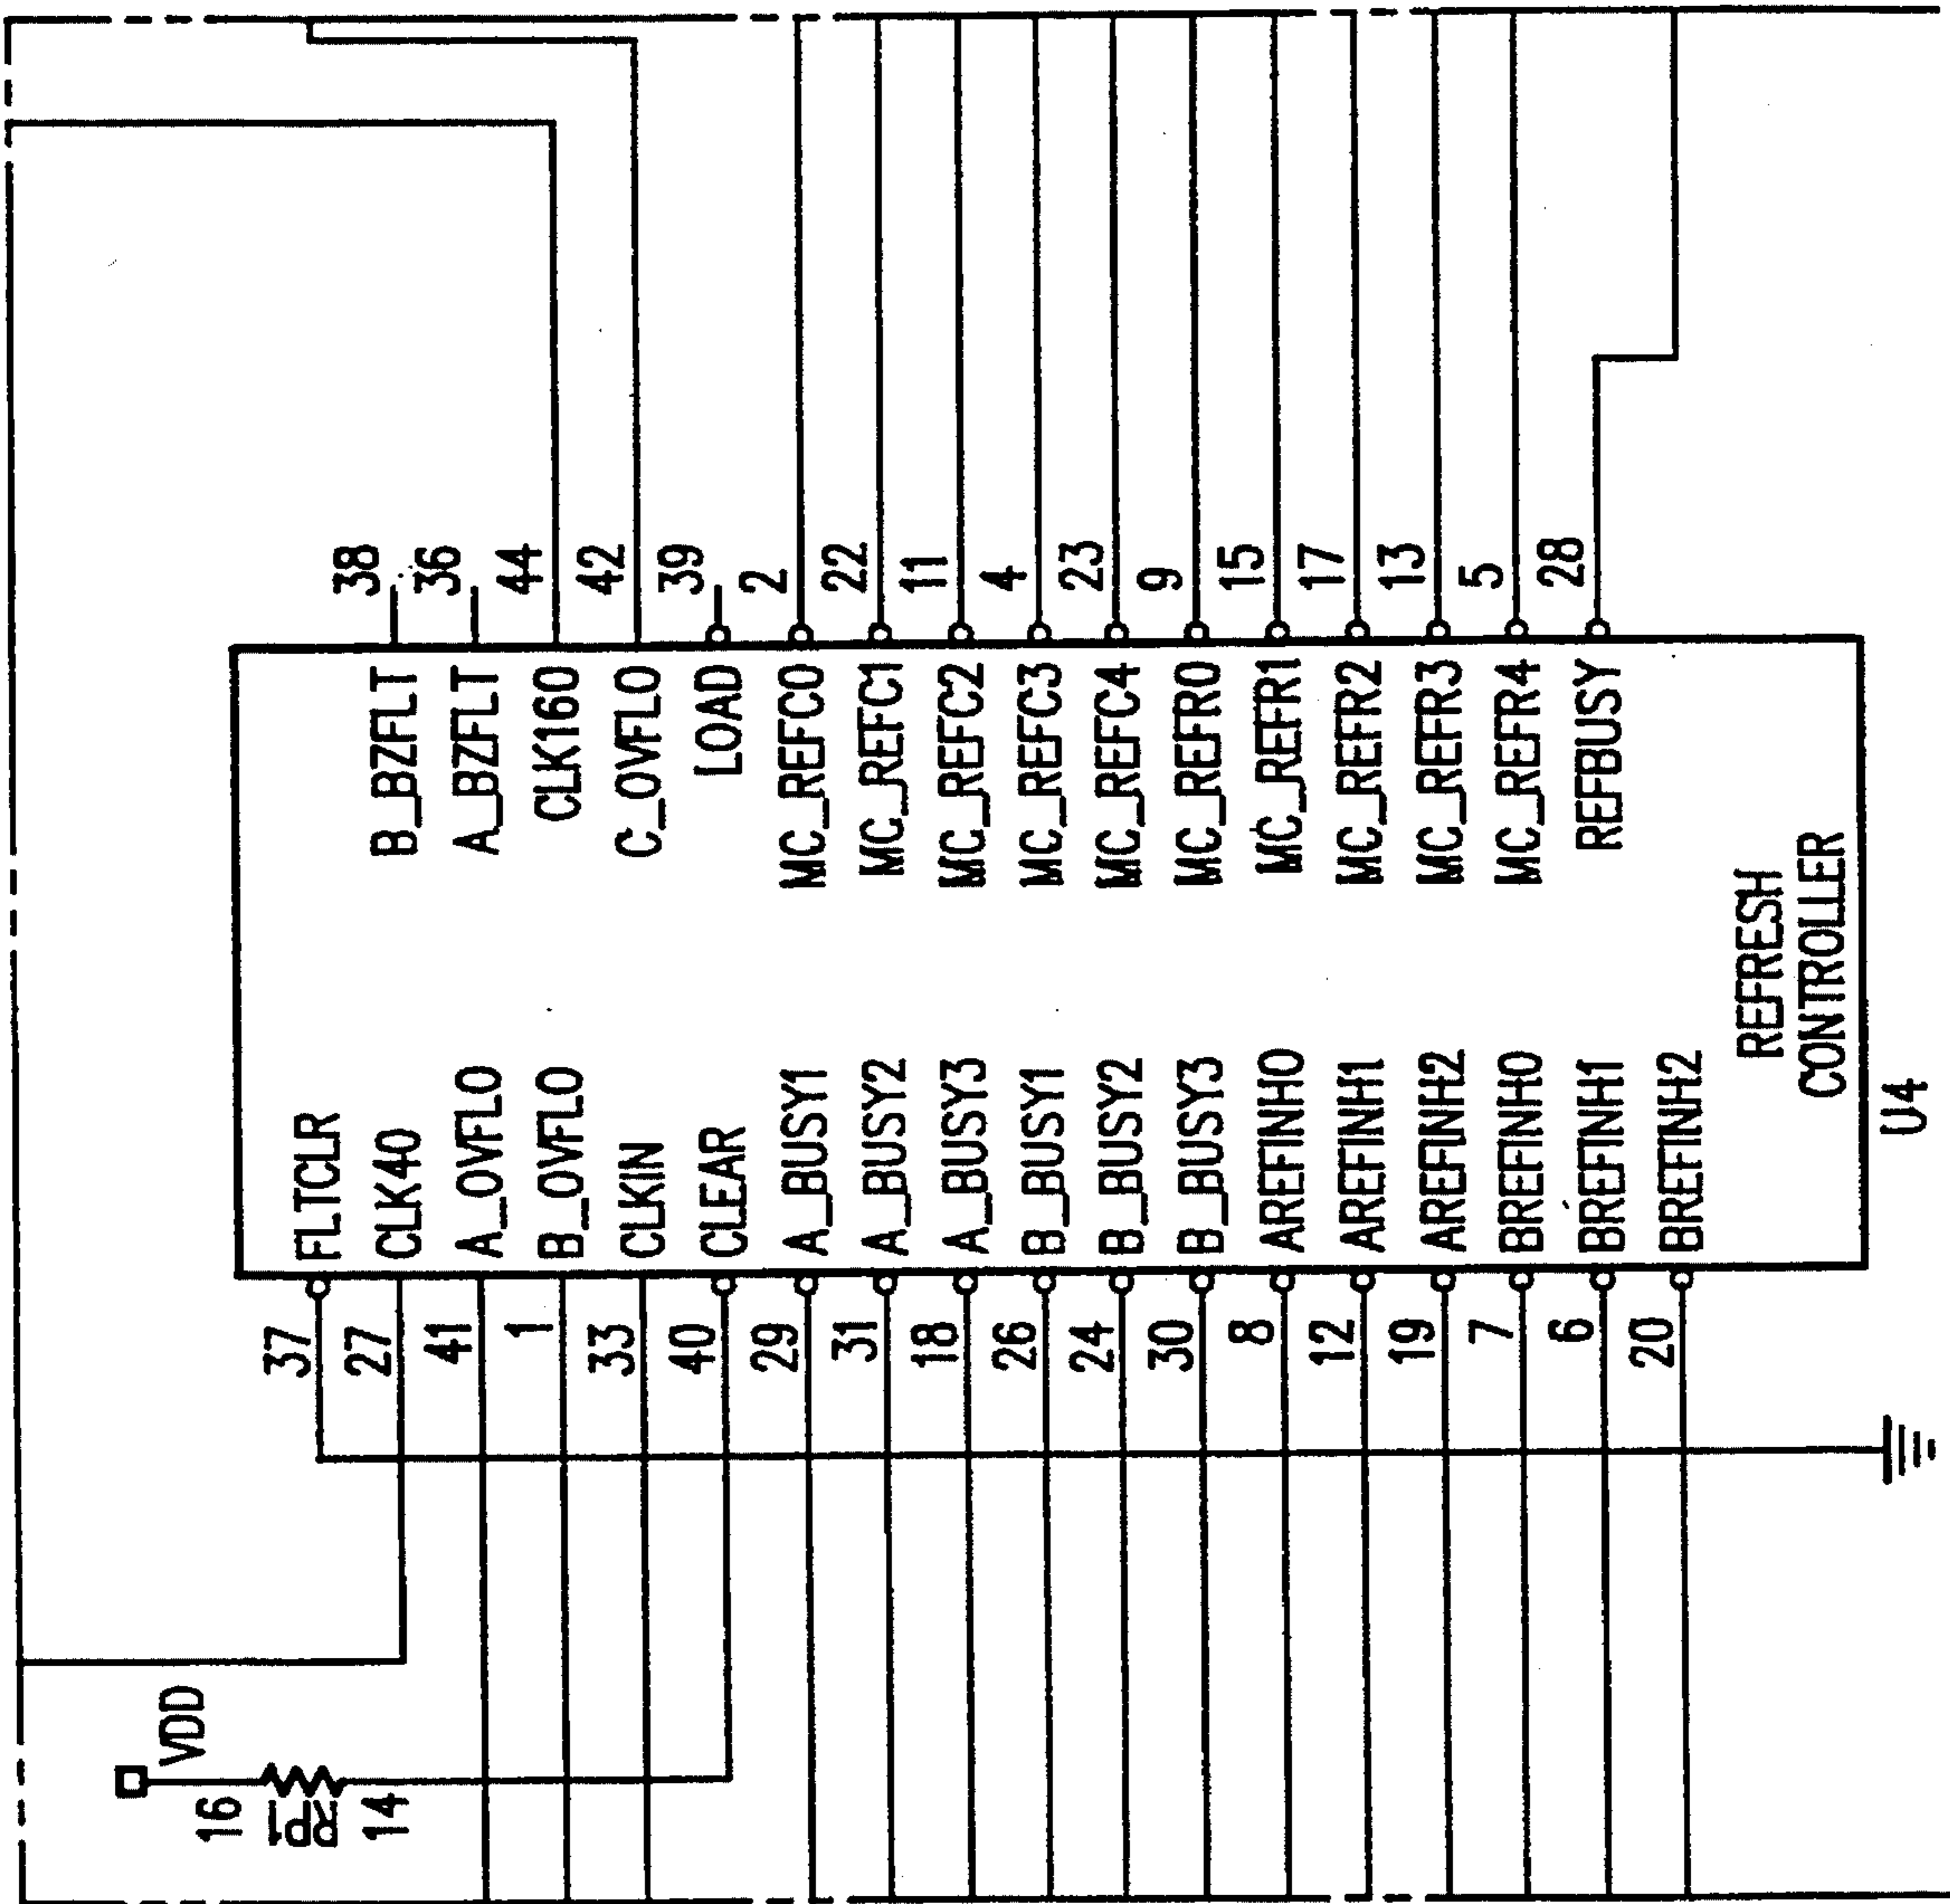 VDD
16
RP1
14
37
FLTCLR
27
CLK40
41
A_OVFLO
1
B_OVFLO
33
CLKIN
40
CLEAR
29
A_BUSY1
31
A_BUSY2
18
A_BUSY3
26
B_BUSY1
24
B_BUSY2
30
B_BUSY3
8
AREFINH0
12
AREFINH1
19
AREFINH2
7
BREFINH0
6
BREFINH1
20
BREFINH2
B_BZFLT
38
A_BZFLT
36
CLK160
44
C_OVFLO
42
LOAD
39
MC_REFC0
2
MC_REFC1
22
MC_REFC2
11
MC_REFC3
4
MC_REFC4
23
MC_REFR0
9
MC_REFR1
15
MC_REFR2
17
MC_REFR3
13
MC_REFR4
5
REFBUSY
28
REFRESH
CONTROLLER
U4